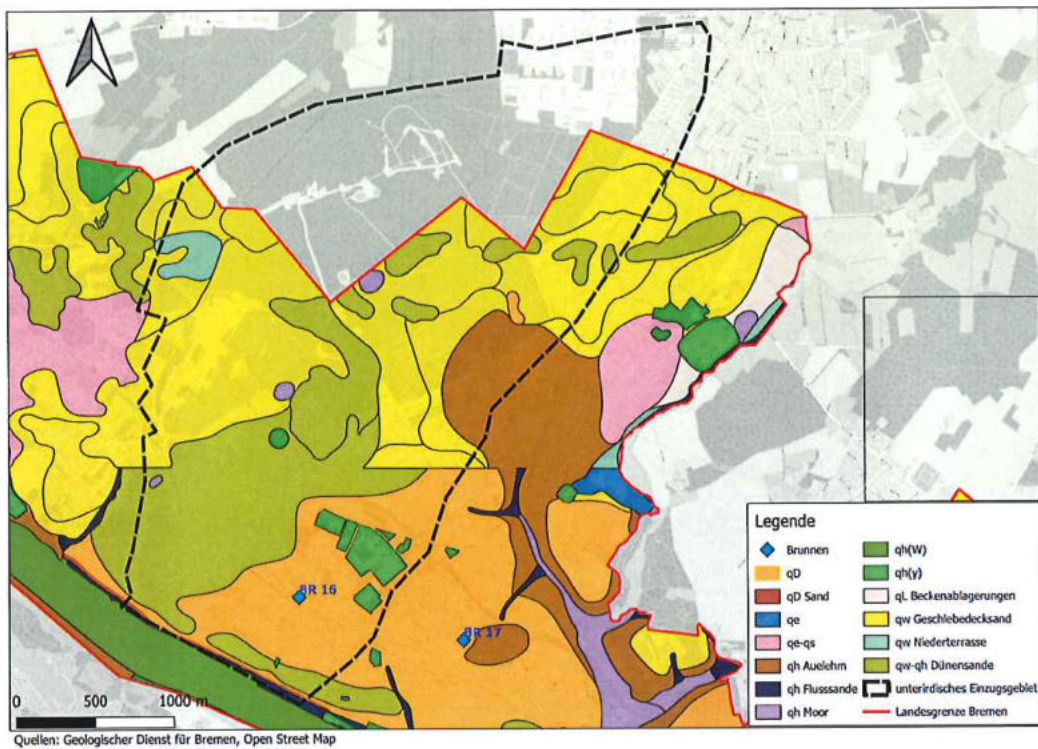 BR 16
BR 17
0 500 1000 m
Legende
Brunnen
qD
qD Sand
qe
qe-qs
qh Auelehm
qh Flusssande
qh Moor
qh(W)
qh(y)
qL Beckenablagerungen
qw Geschiebedecksand
qw Niederterrasse
qw-qh Dünensande
unterirdisches Einzugsgebiet
Landesgrenze Bremen
Quellen: Geologischer Dienst für Bremen, Open Street Map